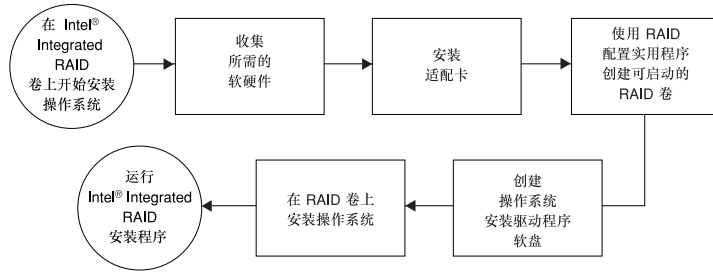 在 Intel®
Integrated
RAID
卷上开始安装
操作系统
收集
所需的
软硬件
安装
适配卡
使用 RAID
配置实用程序
创建可启动的
RAID 卷
运行
Intel® Integrated
RAID
安装程序
在 RAID 卷上
安装操作系统
创建
操作系统
安装驱动程序
软盘